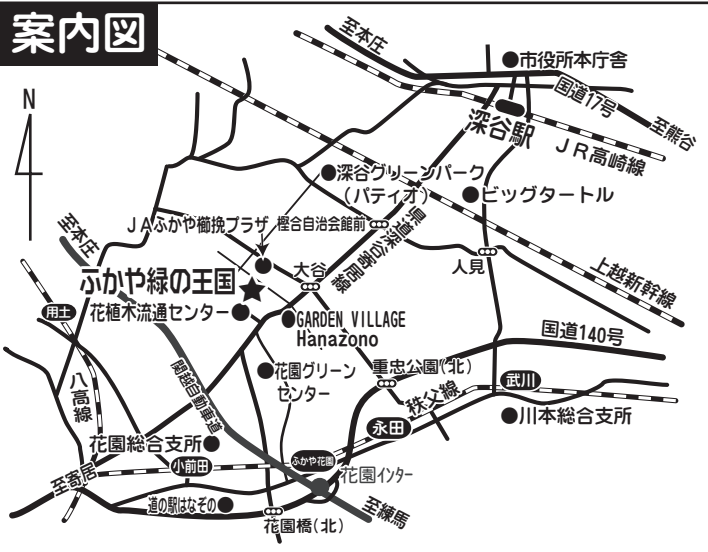 案内図
N
至本庄
市役所本庁舎
国道17号
深谷駅
至熊谷
JR高崎線
深谷グリーンパーク
(パティオ)
ビッグタートル
JAふかや櫛挽プラザ
樫合自治会館前
県道深谷寄居線
至本庄
人見
上越新幹線
ふかや緑の王国
大谷
用土
花植木流通センター
GARDEN VILLAGE
Hanazono
国道140号
関越自動車道
花園グリーン
センター
重忠公園(北)
八高線
秩父線
武川
永田
川本総合支所
花園総合支所
小前田
ふかや花園
花園インター
至寄居
道の駅はなぞの
花園橋(北)
至練馬